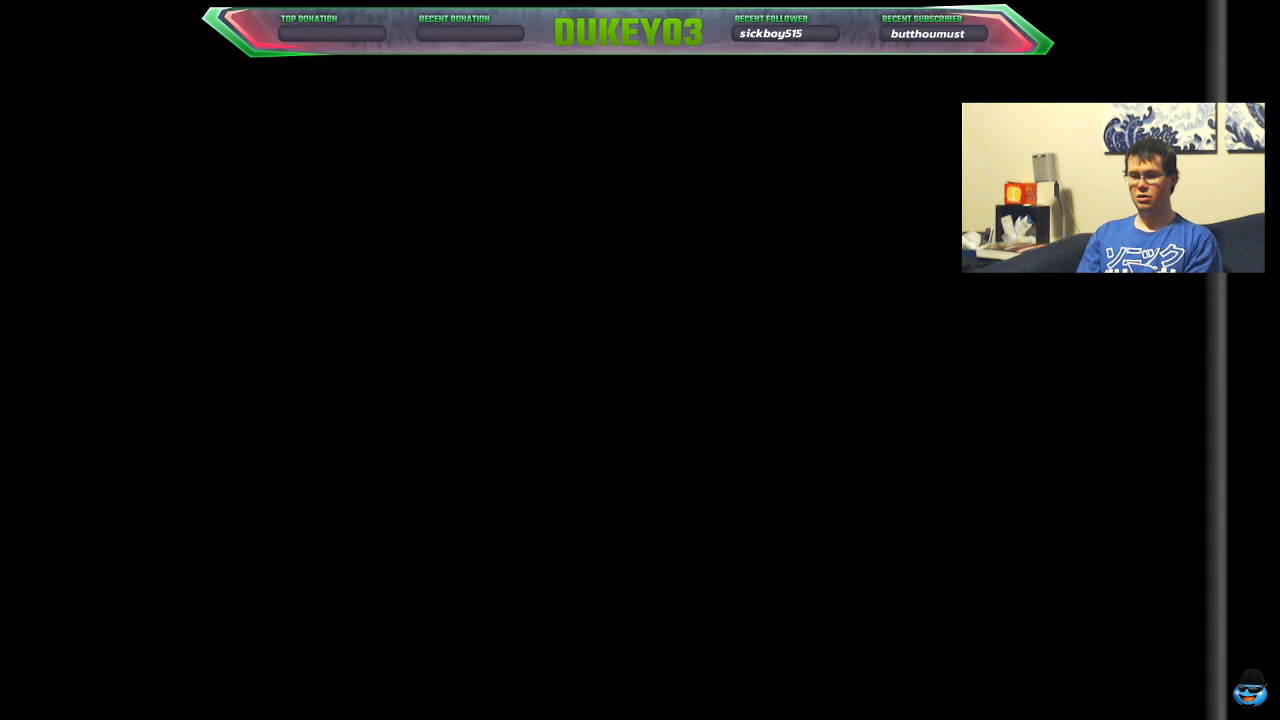 TOP DONATION
RECENT DONATION
DUKEY03
RECENT FOLLOWER
sickboy515
RECENT SUBSCRIBER
butthoumust
ソニック